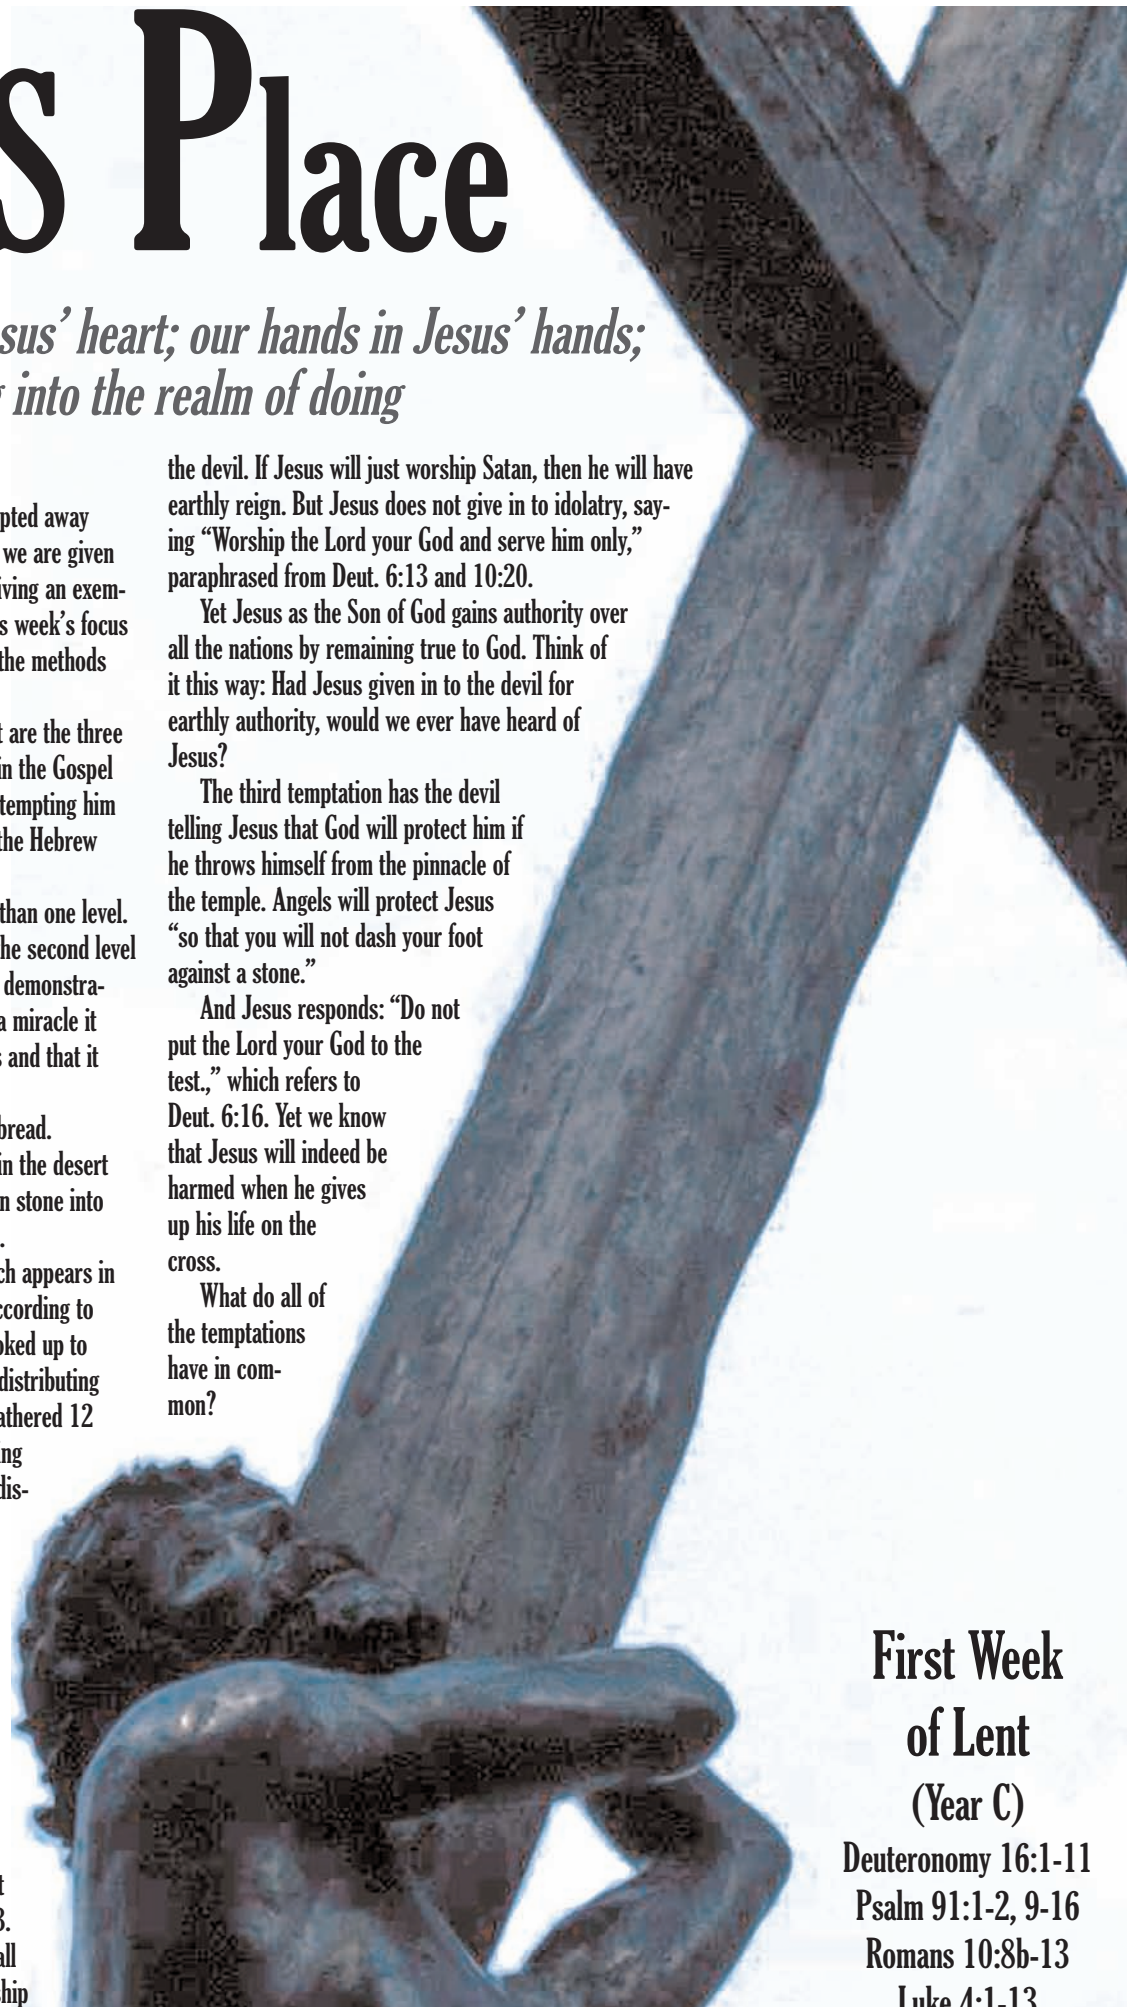 s Place
sus’ heart; our hands in Jesus’ hands;
into the realm of doing
pted away
we are given
iving an exem-
s week’s focus
the methods
t are the three
in the Gospel
tempting him
the Hebrew
than one level.
he second level
demonstra-
a miracle it
s and that it
bread.
in the desert
n stone into
.
ch appears in
ccording to
oked up to
distributing
athered 12
ng
dis-
t
3.
all
ship
the devil. If Jesus will just worship Satan, then he will have
earthly reign. But Jesus does not give in to idolatry, say-
ing “Worship the Lord your God and serve him only,”
paraphrased from Deut. 6:13 and 10:20.
Yet Jesus as the Son of God gains authority over
all the nations by remaining true to God. Think of
it this way: Had Jesus given in to the devil for
earthly authority, would we ever have heard of
Jesus?
The third temptation has the devil
telling Jesus that God will protect him if
he throws himself from the pinnacle of
the temple. Angels will protect Jesus
“so that you will not dash your foot
against a stone.”
And Jesus responds: “Do not
put the Lord your God to the
test.,” which refers to
Deut. 6:16. Yet we know
that Jesus will indeed be
harmed when he gives
up his life on the
cross.
What do all of
the temptations
have in com-
mon?
First Week
of Lent
(Year C)
Deuteronomy 16:1-11
Psalm 91:1-2, 9-16
Romans 10:8b-13
Luke 4:1-13